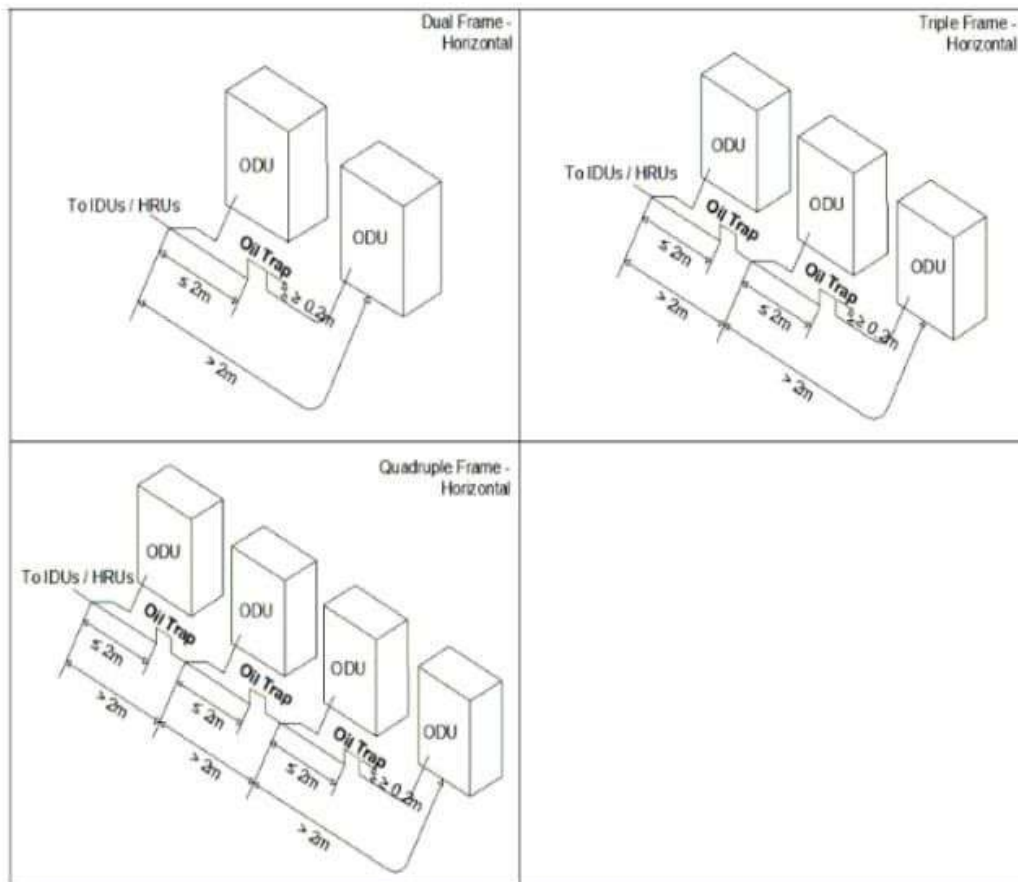 Dual Frame -
Horizontal
ODU
ODU
To IDUs / HRUs
Oil Trap
≤ 2m
≥ 0.2m
> 2m
Triple Frame -
Horizontal
ODU
ODU
ODU
To IDUs / HRUs
Oil Trap
≤ 2m
> 2m
Oil Trap
≤ 2m
≥ 0.2m
> 2m
Quadruple Frame -
Horizontal
ODU
ODU
ODU
ODU
To IDUs / HRUs
Oil Trap
≤ 2m
> 2m
Oil Trap
≤ 2m
> 2m
Oil Trap
≤ 2m
≥ 0.2m
> 2m